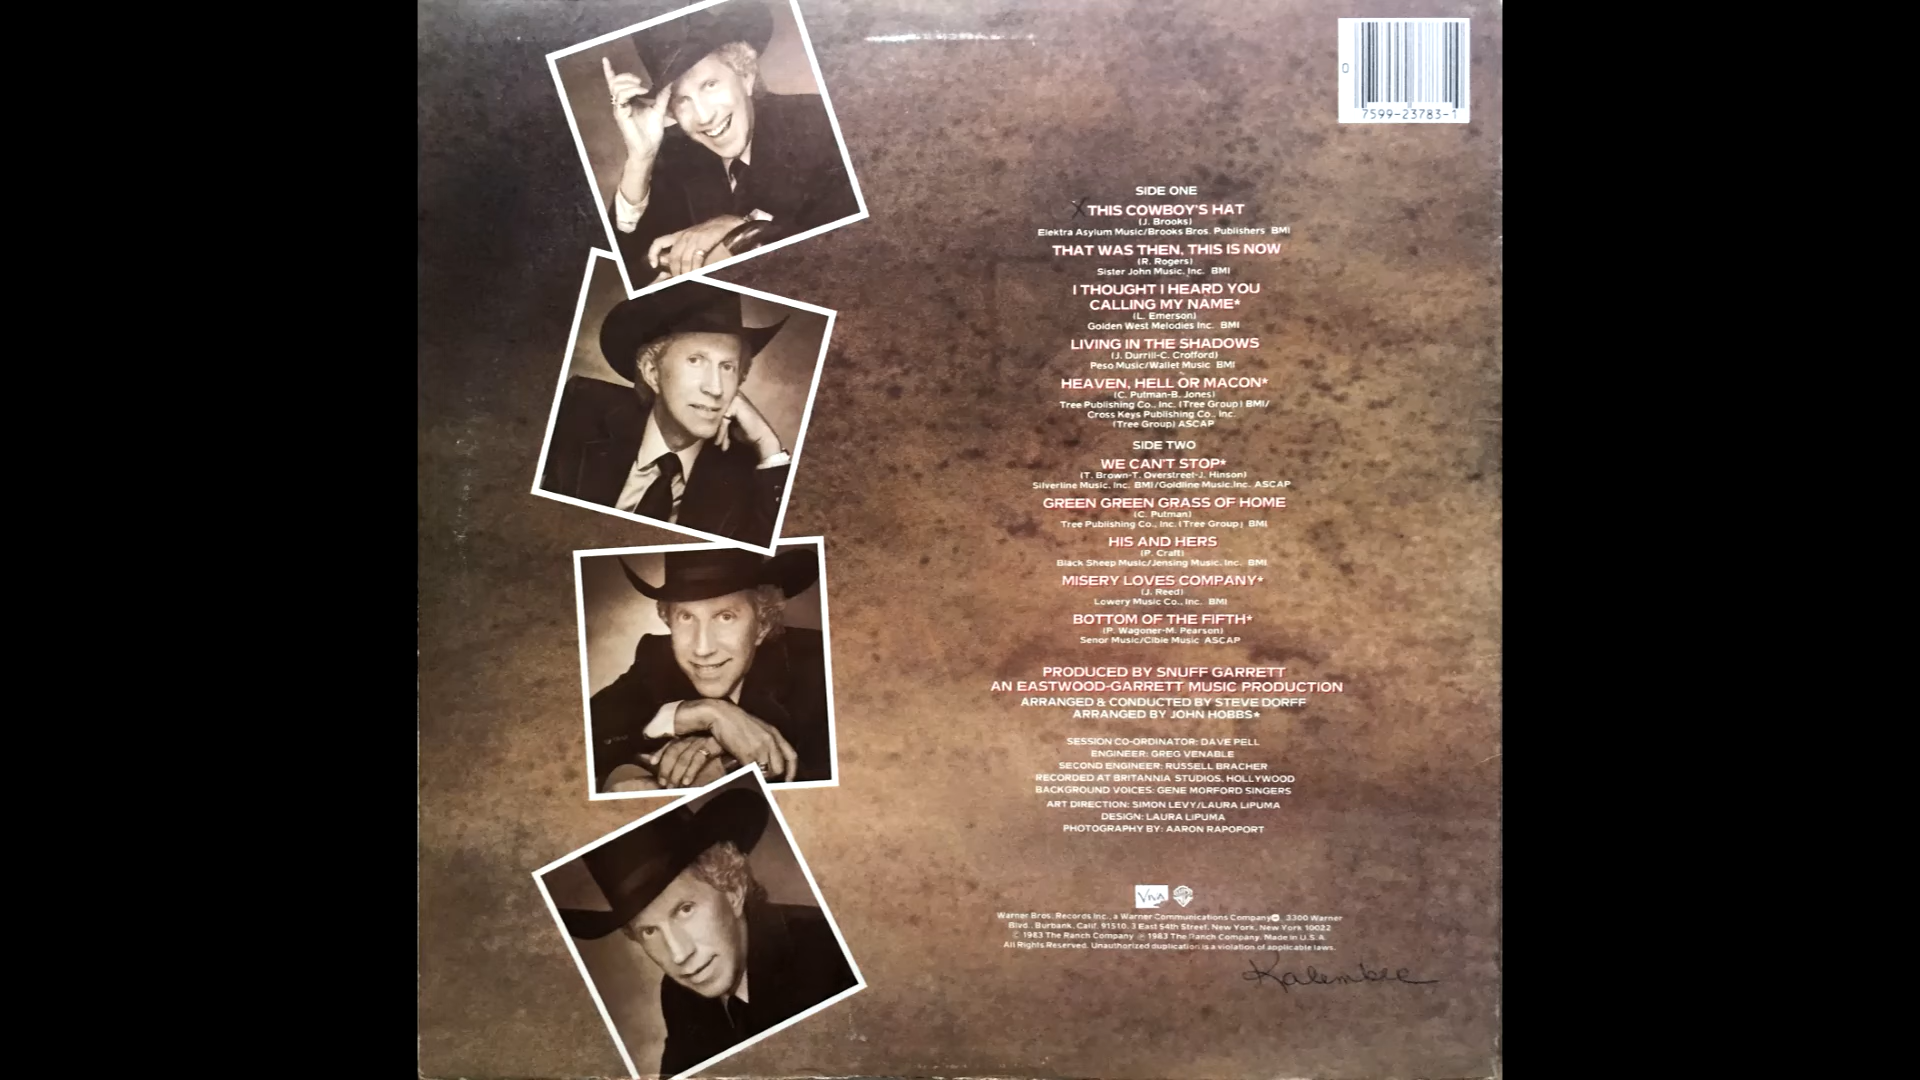 0
7599-23783-1
SIDE ONE
X THIS COWBOY'S HAT
(J. Brooks)
Elektra Asylum Music/Brooks Bros. Publishers BMI
THAT WAS THEN, THIS IS NOW
(R. Rogers)
Sister John Music, Inc. BMI
I THOUGHT I HEARD YOU
CALLING MY NAME*
(L. Emerson)
Golden West Melodies Inc. BMI
LIVING IN THE SHADOWS
(J. Durrill-C. Crofford)
Peso Music/Wallet Music BMI
HEAVEN, HELL OR MACON*
(C. Putman-B. Jones)
Tree Publishing Co., Inc. (Tree Group) BMI/
Cross Keys Publishing Co., Inc.
(Tree Group) ASCAP
SIDE TWO
WE CAN'T STOP*
(T. Brown-T. Overstreet-J. Hinson)
Silverline Music, Inc. BMI/Goldline Music, Inc. ASCAP
GREEN GREEN GRASS OF HOME
(C. Putman)
Tree Publishing Co., Inc. (Tree Group) BMI
HIS AND HERS
(P. Craft)
Black Sheep Music/Jensing Music, Inc. BMI
MISERY LOVES COMPANY*
(J. Reed)
Lowery Music Co., Inc. BMI
BOTTOM OF THE FIFTH*
(P. Wagoner-M. Pearson)
Senor Music/Cibie Music ASCAP
PRODUCED BY SNUFF GARRETT
AN EASTWOOD-GARRETT MUSIC PRODUCTION
ARRANGED & CONDUCTED BY STEVE DORFF
ARRANGED BY JOHN HOBBS*
SESSION CO-ORDINATOR: DAVE PELL
ENGINEER: GREG VENABLE
SECOND ENGINEER: RUSSELL BRACHER
RECORDED AT BRITANNIA STUDIOS, HOLLYWOOD
BACKGROUND VOICES: GENE MORFORD SINGERS
ART DIRECTION: SIMON LEVY/LAURA LIPUMA
DESIGN: LAURA LIPUMA
PHOTOGRAPHY BY: AARON RAPOPORT
Viva
Warner Bros. Records Inc., a Warner Communications Company 3300 Warner
Blvd., Burbank, Calif. 91510. 3 East 54th Street, New York, New York 10022
© 1983 The Ranch Company ℗ 1983 The Ranch Company. Made in U.S.A.
All Rights Reserved. Unauthorized duplication is a violation of applicable laws.